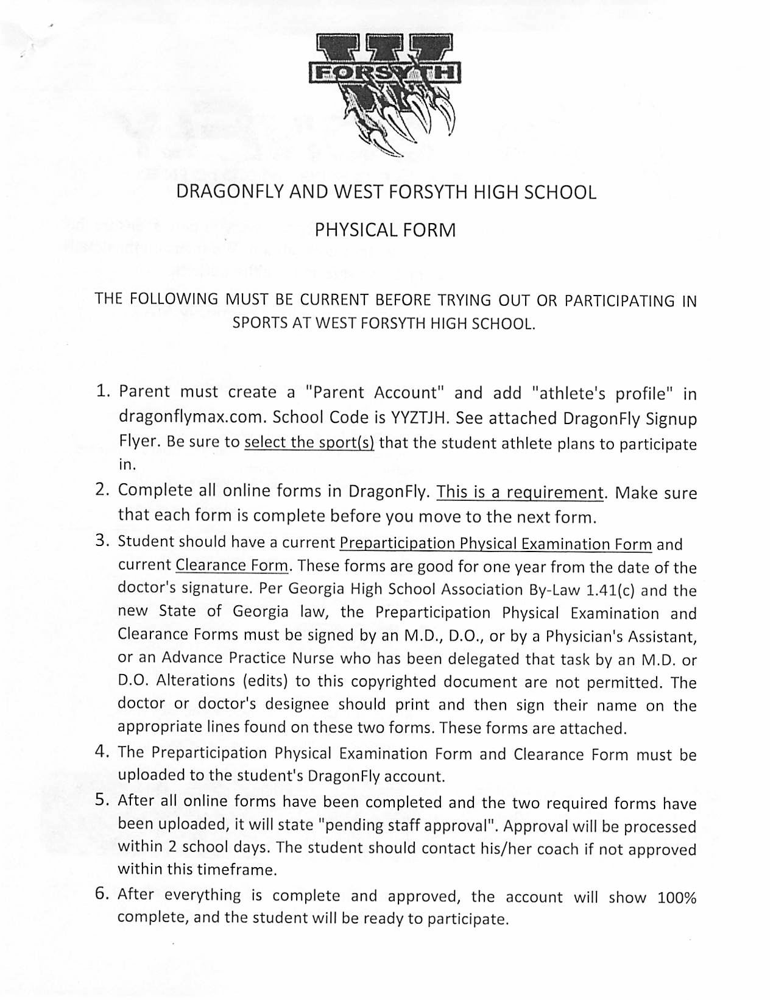 W
FORSYTH
DRAGONFLY AND WEST FORSYTH HIGH SCHOOL
PHYSICAL FORM
THE FOLLOWING MUST BE CURRENT BEFORE TRYING OUT OR PARTICIPATING IN
SPORTS AT WEST FORSYTH HIGH SCHOOL.
1. Parent must create a "Parent Account" and add "athlete's profile" in
dragonflymax.com. School Code is YYZTJH. See attached DragonFly Signup
Flyer. Be sure to select the sport(s) that the student athlete plans to participate
in.
2. Complete all online forms in DragonFly. This is a requirement. Make sure
that each form is complete before you move to the next form.
3. Student should have a current Preparticipation Physical Examination Form and
current Clearance Form. These forms are good for one year from the date of the
doctor's signature. Per Georgia High School Association By-Law 1.41(c) and the
new State of Georgia law, the Preparticipation Physical Examination and
Clearance Forms must be signed by an M.D., D.O., or by a Physician's Assistant,
or an Advance Practice Nurse who has been delegated that task by an M.D. or
D.O. Alterations (edits) to this copyrighted document are not permitted. The
doctor or doctor's designee should print and then sign their name on the
appropriate lines found on these two forms. These forms are attached.
4. The Preparticipation Physical Examination Form and Clearance Form must be
uploaded to the student's DragonFly account.
5. After all online forms have been completed and the two required forms have
been uploaded, it will state "pending staff approval". Approval will be processed
within 2 school days. The student should contact his/her coach if not approved
within this timeframe.
6. After everything is complete and approved, the account will show 100%
complete, and the student will be ready to participate.